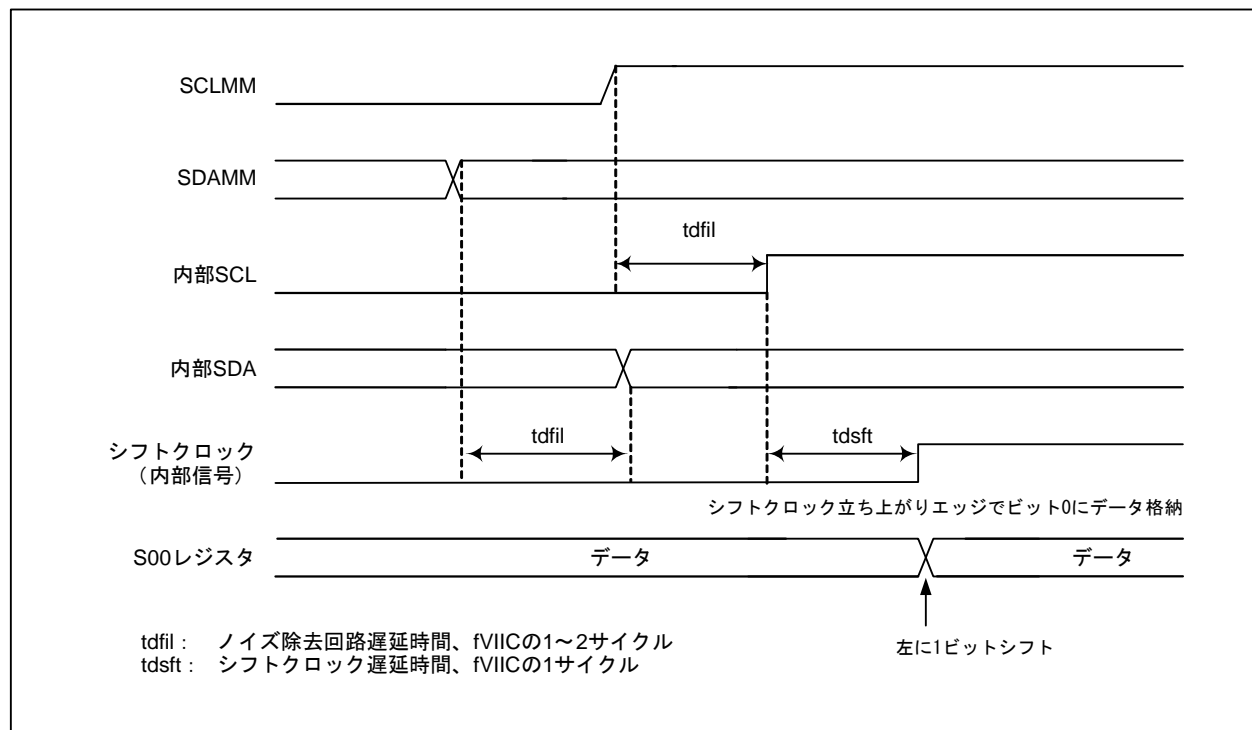 SCLMM
SDAMM
tdfil
内部SCL
内部SDA
tdfil
tdsft
シフトクロック
（内部信号）
シフトクロック立ち上がりエッジでビット0にデータ格納
S00レジスタ
データ
データ
tdfil： ノイズ除去回路遅延時間、fVIICの1〜2サイクル
tdsft： シフトクロック遅延時間、fVIICの1サイクル
左に1ビットシフト